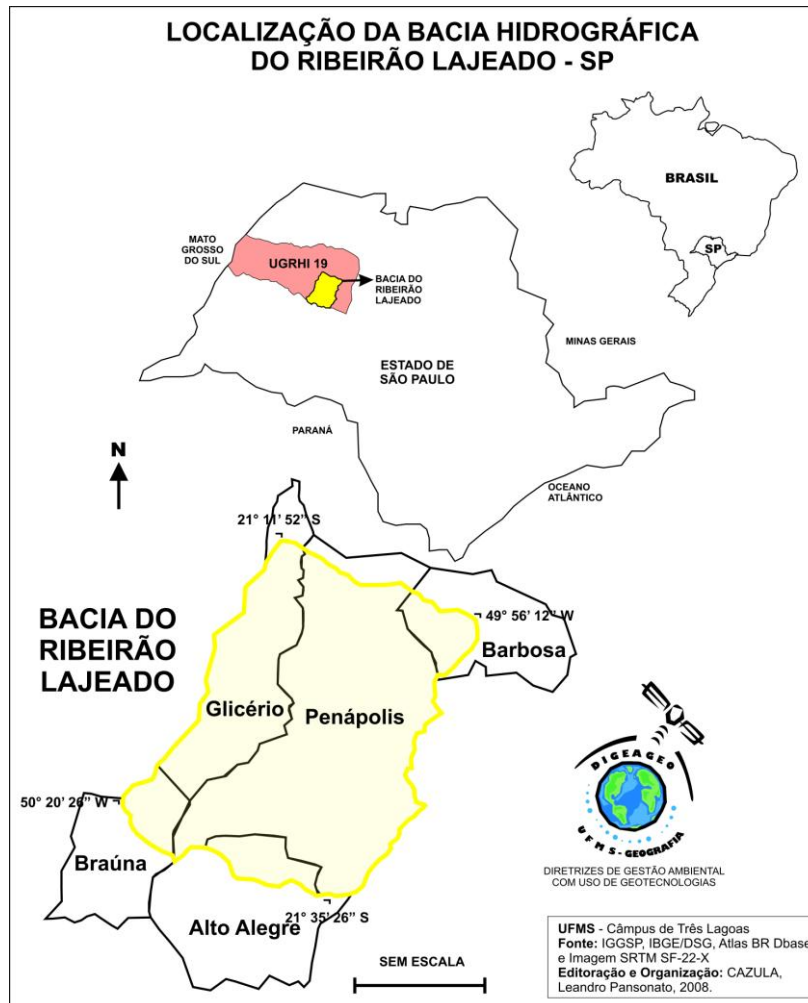 LOCALIZAÇÃO DA BACIA HIDROGRÁFICA
DO RIBEIRÃO LAJEADO - SP
BRASIL
SP
MATO
GROSSO
DO SUL
UGRHI 19
BACIA DO
RIBEIRÃO
LAJEADO
MINAS GERAIS
ESTADO DE
SÃO PAULO
PARANÁ
OCEANO
ATLÂNTICO
N
21° 11’ 52” S
BACIA DO
RIBEIRÃO
LAJEADO
49° 56’ 12” W
Barbosa
Glicério
Penápolis
50° 20’ 26” W
Braúna
Alto Alegre
21° 35’ 26” S
DIGEAGEO
UFMS - GEOGRAFIA
DIRETRIZES DE GESTÃO AMBIENTAL
COM USO DE GEOTECNOLOGIAS
SEM ESCALA
UFMS - Câmpus de Três Lagoas
Fonte: IGGSP, IBGE/DSG, Atlas BR Dbase
e Imagem SRTM SF-22-X
Editoração e Organização: CAZULA,
Leandro Pansonato, 2008.